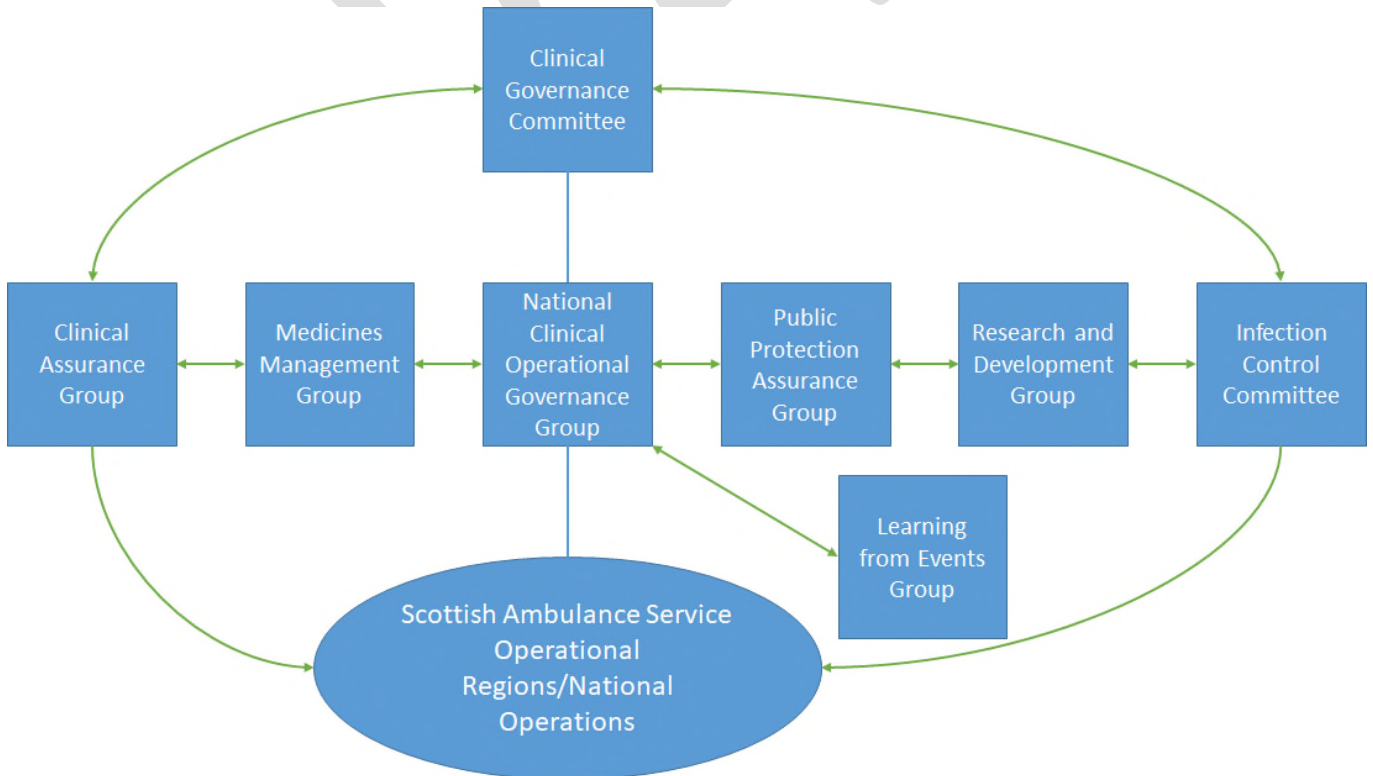 Clinical
Governance
Committee
Clinical
Assurance
Group
Medicines
Management
Group
National
Clinical
Operational
Governance
Group
Public
Protection
Assurance
Group
Research and
Development
Group
Infection
Control
Committee
Learning
from Events
Group
Scottish Ambulance Service
Operational
Regions/National
Operations